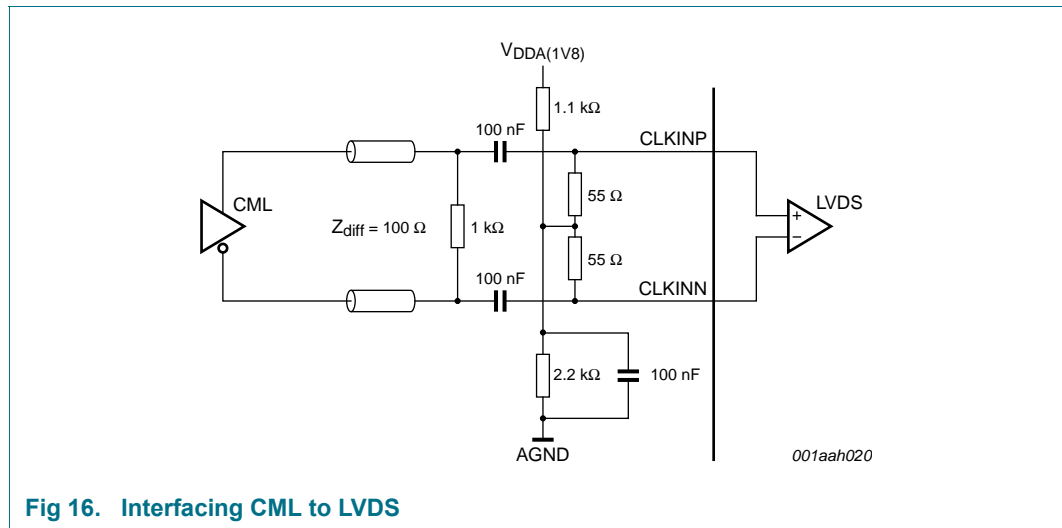 VDDA(1V8)
1.1 kΩ
100 nF
CLKINP
55 Ω
CML
LVDS
Zdiff = 100 Ω
1 kΩ
+
−
55 Ω
100 nF
CLKINN
2.2 kΩ
100 nF
AGND
001aah020
Fig 16. Interfacing CML to LVDS